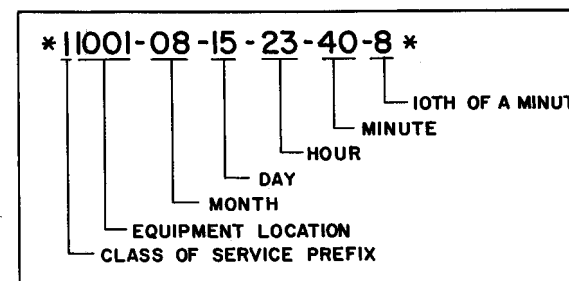 *11001-08-15-23-40-8*
10TH OF A MINUT
MINUTE
HOUR
DAY
MONTH
EQUIPMENT LOCATION
CLASS OF SERVICE PREFIX